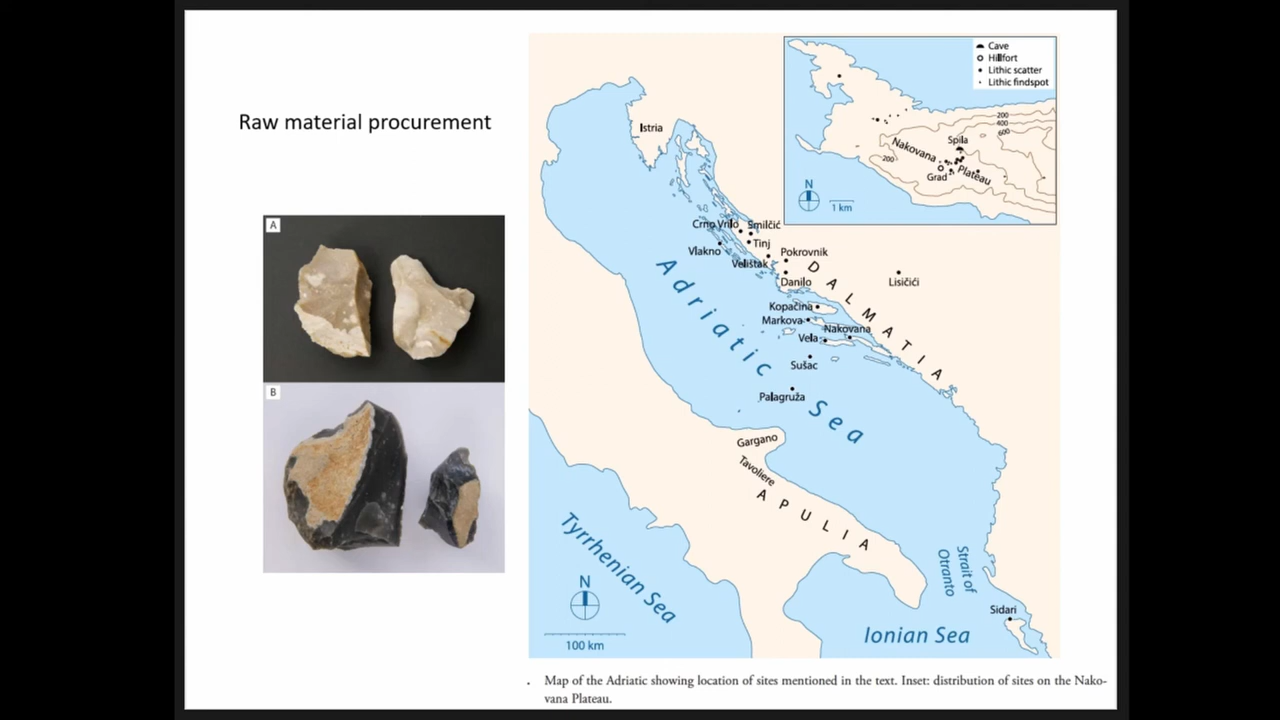 Raw material procurement
A
B
Cave
Hillfort
Lithic scatter
Lithic findspot
200
400
600
Spila
Nakovana
Plateau
200
Grad
N
1 km
Istria
Crno Vrilo
Smilčić
Vlakno
Tinj
Velištak
Pokrovnik
Danilo
Lisičići
DALMATIA
Kopačina
Markova
Nakovana
Vela
Sušac
Palagruža
Adriatic Sea
Gargano
Tavoliere
APULIA
Tyrrhenian Sea
Strait of
Otranto
Sidari
Ionian Sea
N
100 km
Map of the Adriatic showing location of sites mentioned in the text. Inset: distribution of sites on the Nako-
vana Plateau.